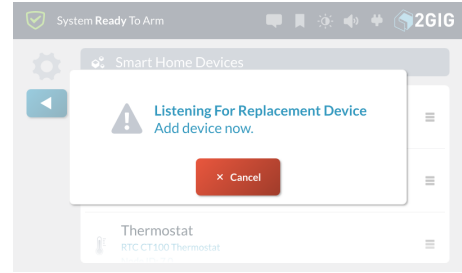 System Ready To Arm
2GIG
Smart Home Devices
Listening For Replacement Device
Add device now.
× Cancel
Thermostat
RTC CT100 Thermostat